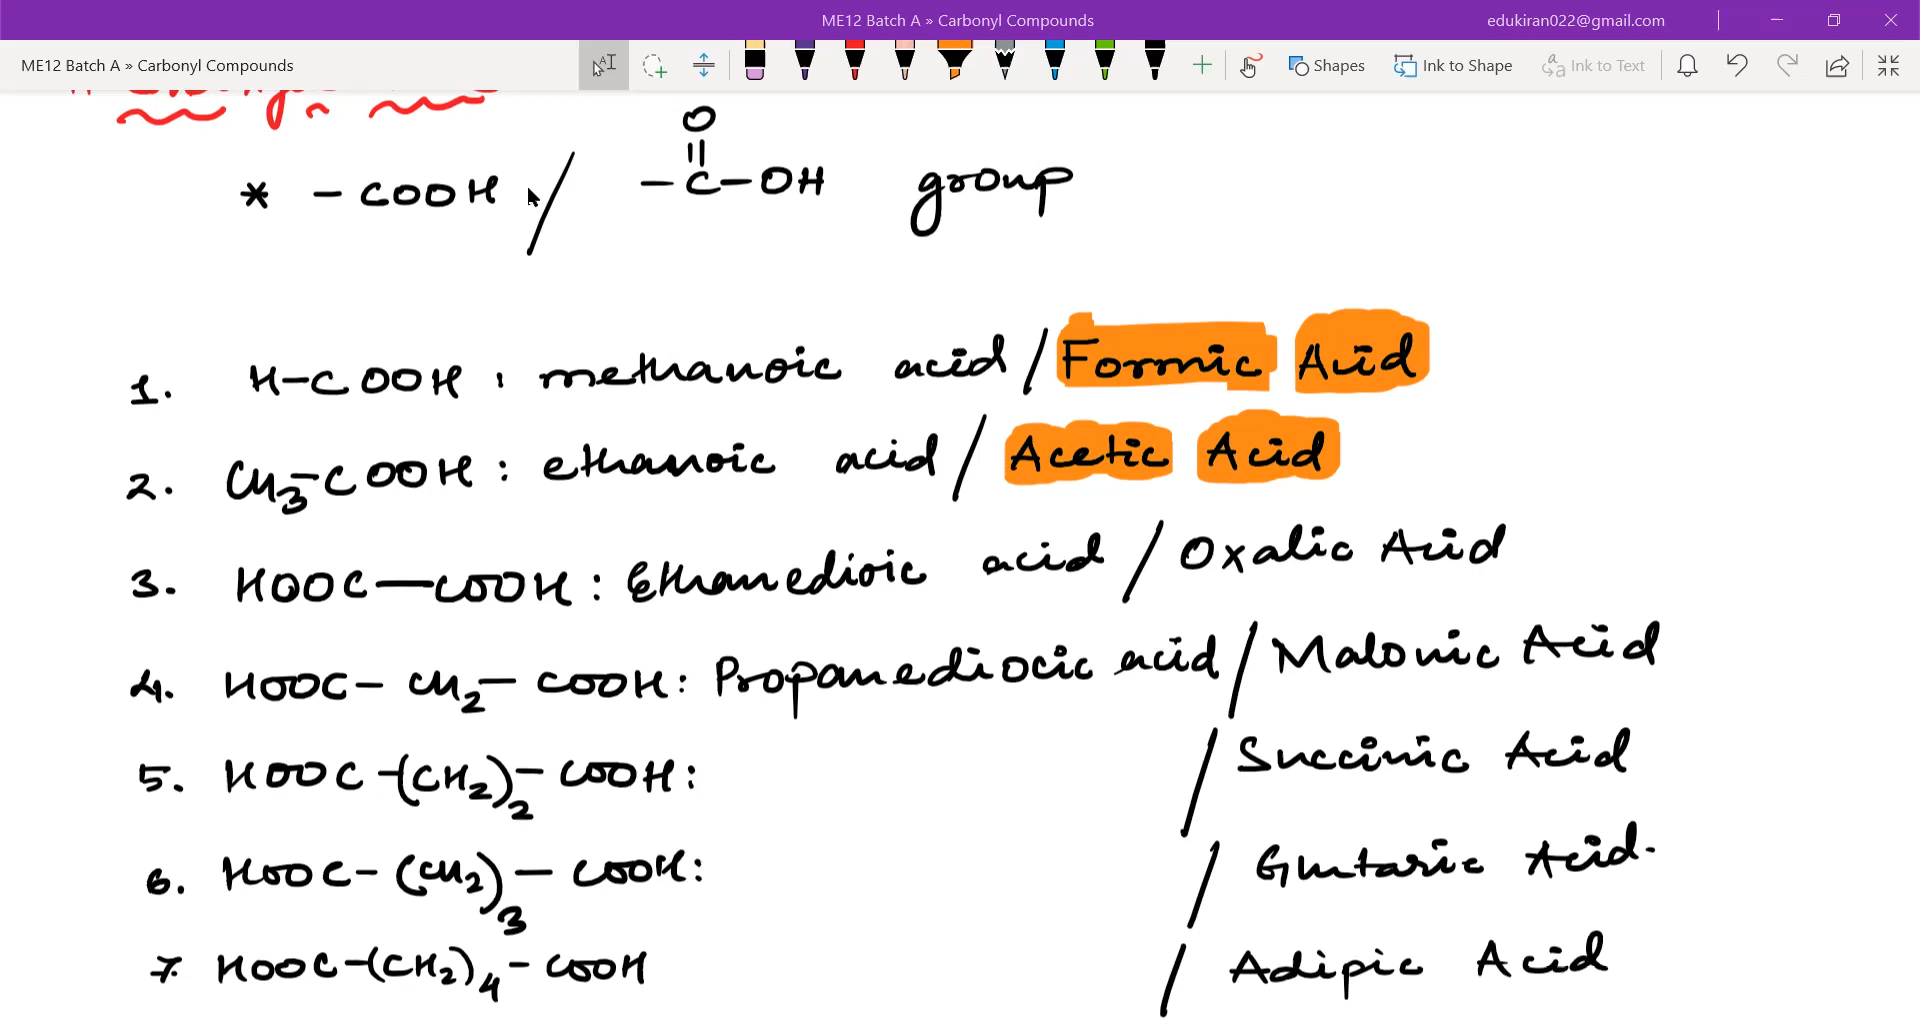 ME12 Batch A » Carbonyl Compounds
edukiran022@gmail.com
ME12 Batch A » Carbonyl Compounds
Shapes
Ink to Shape
Ink to Text
* -COOH / -C-OH group
O
||
1. H-COOH : methanoic acid / Formic Acid
2. CH3-COOH : ethanoic acid / Acetic Acid
3. HOOC-COOH : Ethanedioic acid / Oxalic Acid
4. HOOC-CH2-COOH : Propanediocic acid / Malonic Acid
5. HOOC-(CH2)2-COOH : / Succinic Acid
6. HOOC-(CH2)3-COOH : / Glutaric Acid.
7. HOOC-(CH2)4-COOH / Adipic Acid